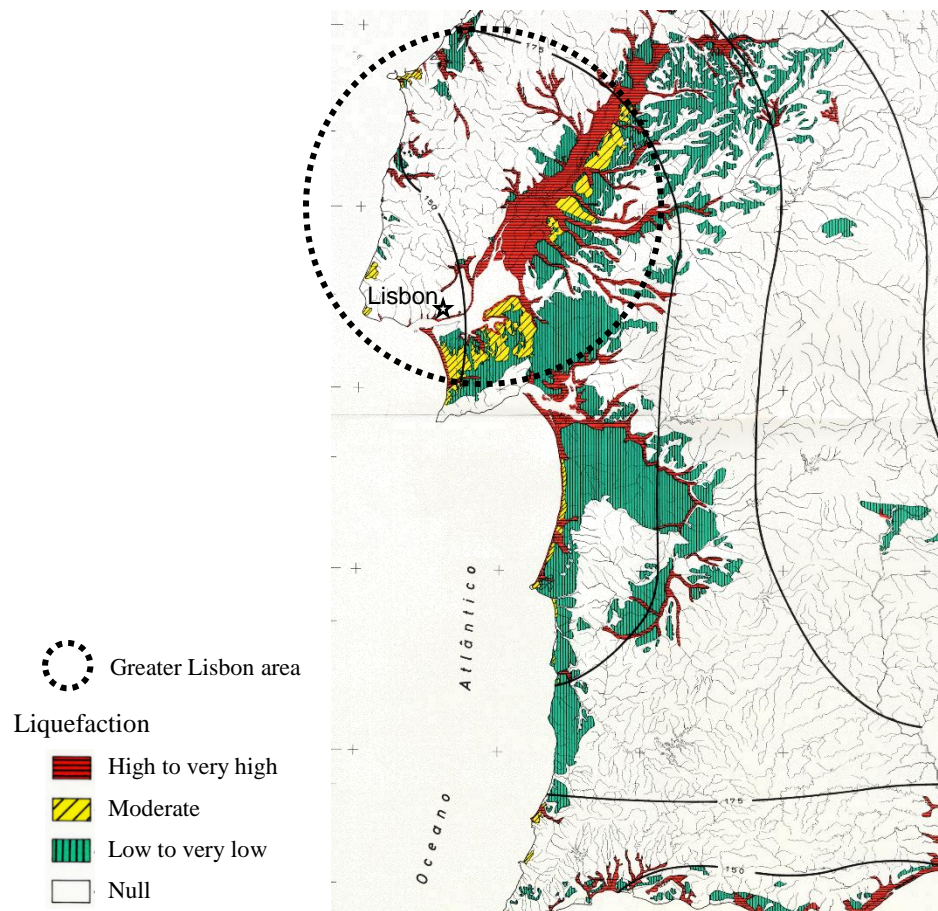 175
150
Lisbon
Atlântico
Oceano
175
150
Greater Lisbon area
Liquefaction
High to very high
Moderate
Low to very low
Null